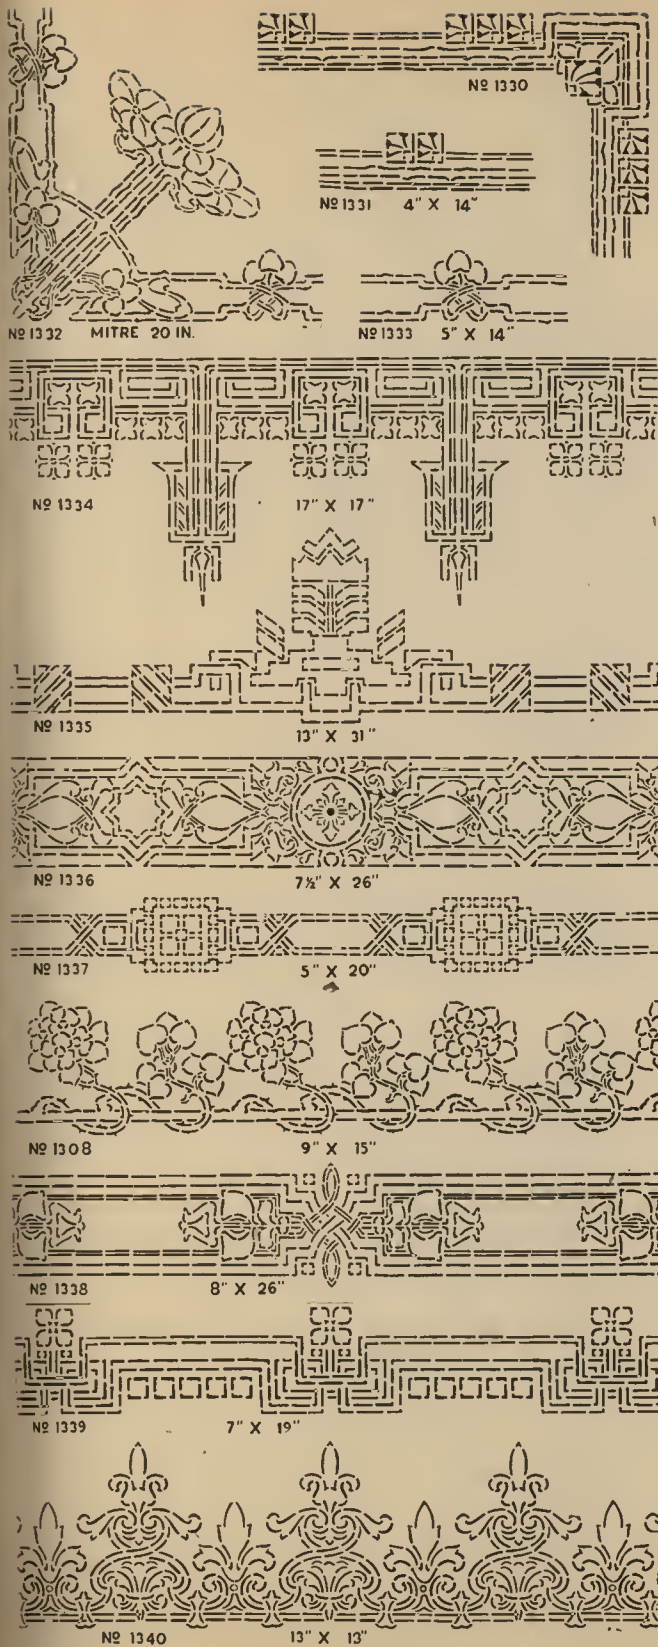 Nº 1330
Nº 1331 4" X 14"
Nº 1332 MITRE 20 IN.
Nº 1333 5" X 14"
Nº 1334 17" X 17"
Nº 1335 13" X 31"
Nº 1336 7½" X 26"
Nº 1337 5" X 20"
Nº 1308 9" X 15"
Nº 1338 8" X 26"
Nº 1339 7" X 19"
Nº 1340 13" X 13"